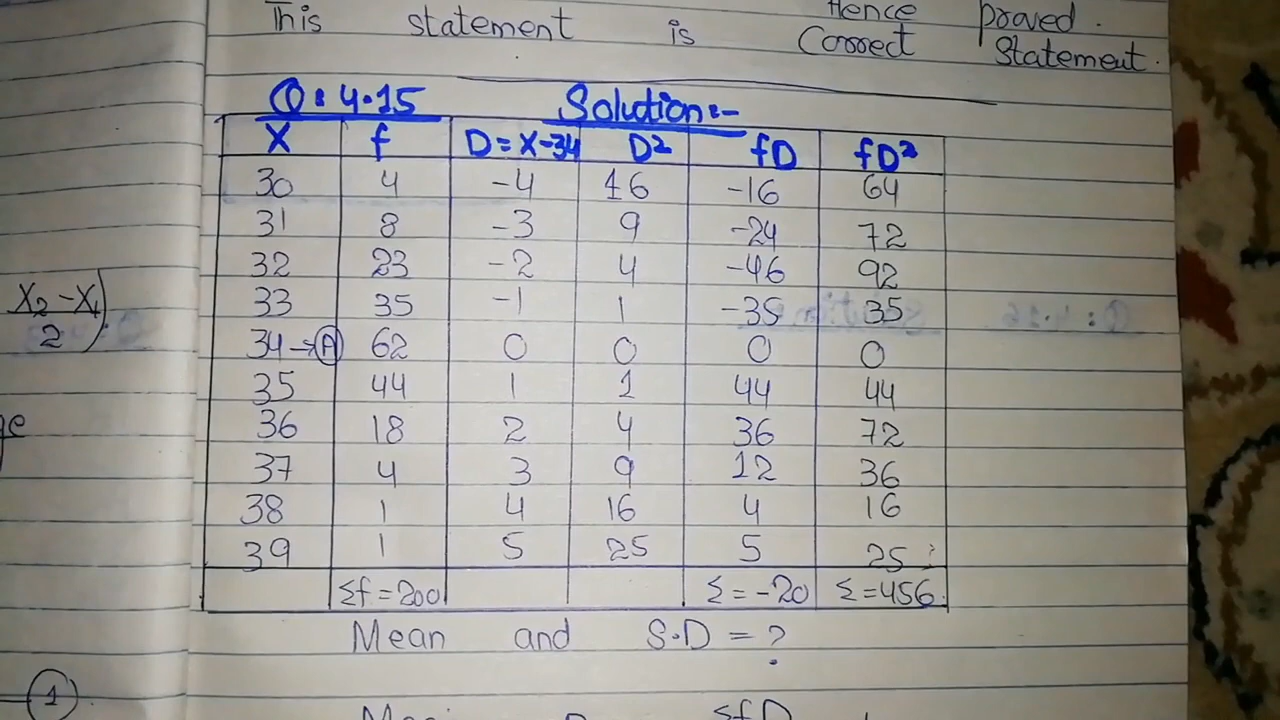 Hence proved.
This statement is Correct Statement.
Q: 4.15 Solution:-
X f D=X-34 D² fD fD²
30 4 -4 16 -16 64
31 8 -3 9 -24 72
32 23 -2 4 -46 92
33 35 -1 1 -35 35
34→A 62 0 0 0 0
35 44 1 1 44 44
36 18 2 4 36 72
37 4 3 9 12 36
38 1 4 16 4 16
39 1 5 25 5 25
Σf=200 Σ=-20 Σ=456
Mean and S.D = ?
ΣfD
X₂-X₁)
2
1